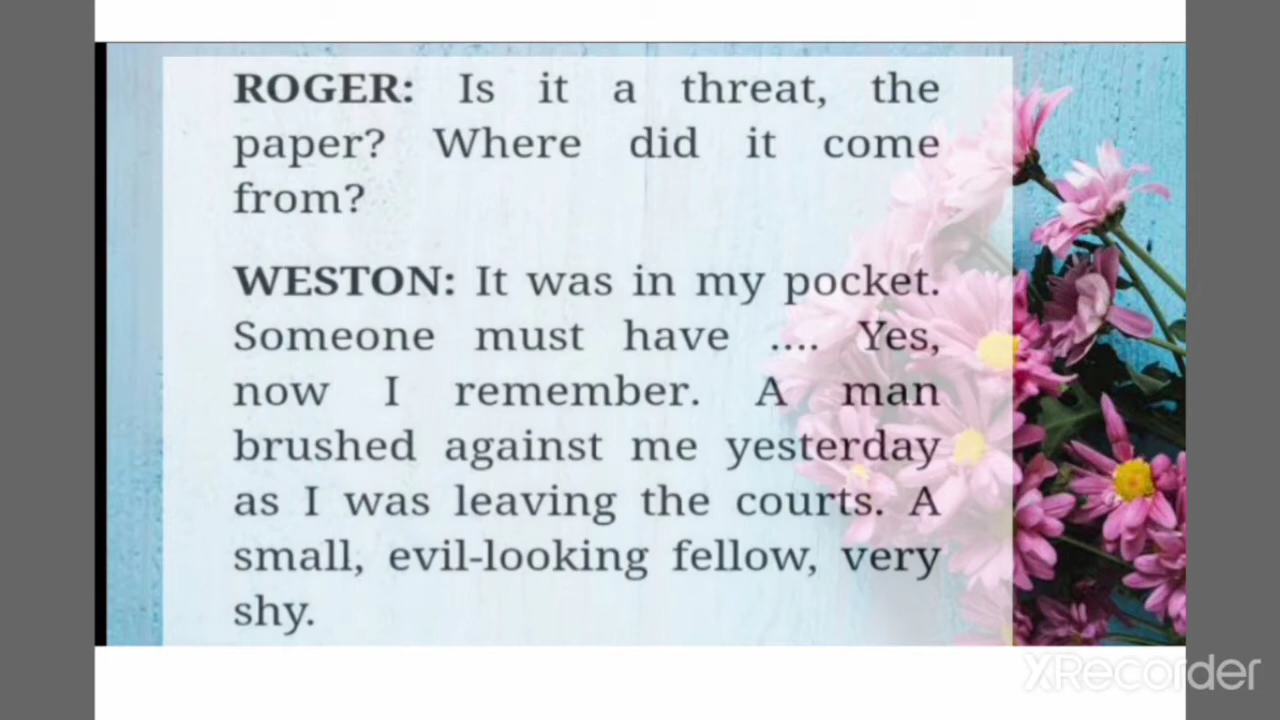 ROGER: Is it a threat, the
paper? Where did it come
from?
WESTON: It was in my pocket.
Someone must have .... Yes,
now I remember. A man
brushed against me yesterday
as I was leaving the courts. A
small, evil-looking fellow, very
shy.
XRecorder